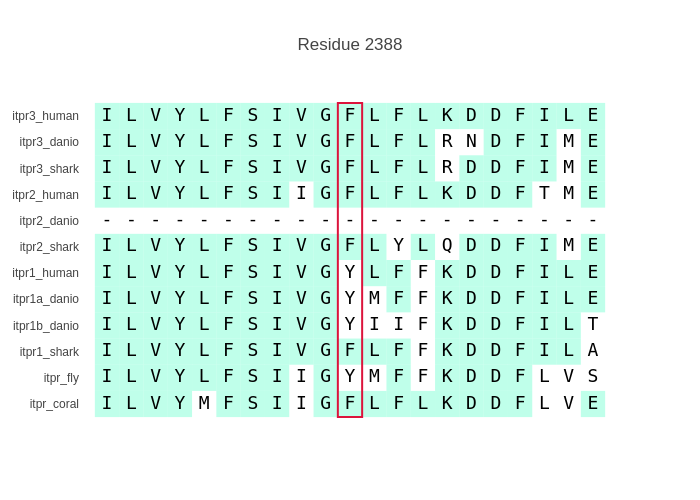 Residue 2388
itpr3_human I L V Y L F S I V G F L F L K D D F I L E
itpr3_danio I L V Y L F S I V G F L F L R N D F I M E
itpr3_shark I L V Y L F S I V G F L F L R D D F I M E
itpr2_human I L V Y L F S I I G F L F L K D D F T M E
itpr2_danio - - - - - - - - - - - - - - - - - - - - -
itpr2_shark I L V Y L F S I V G F L Y L Q D D F I M E
itpr1_human I L V Y L F S I V G Y L F F K D D F I L E
itpr1a_danio I L V Y L F S I V G Y M F F K D D F I L E
itpr1b_danio I L V Y L F S I V G Y I I F K D D F I L T
itpr1_shark I L V Y L F S I V G F L F F K D D F I L A
itpr_fly I L V Y L F S I I G Y M F F K D D F L V S
itpr_coral I L V Y M F S I I G F L F L K D D F L V E